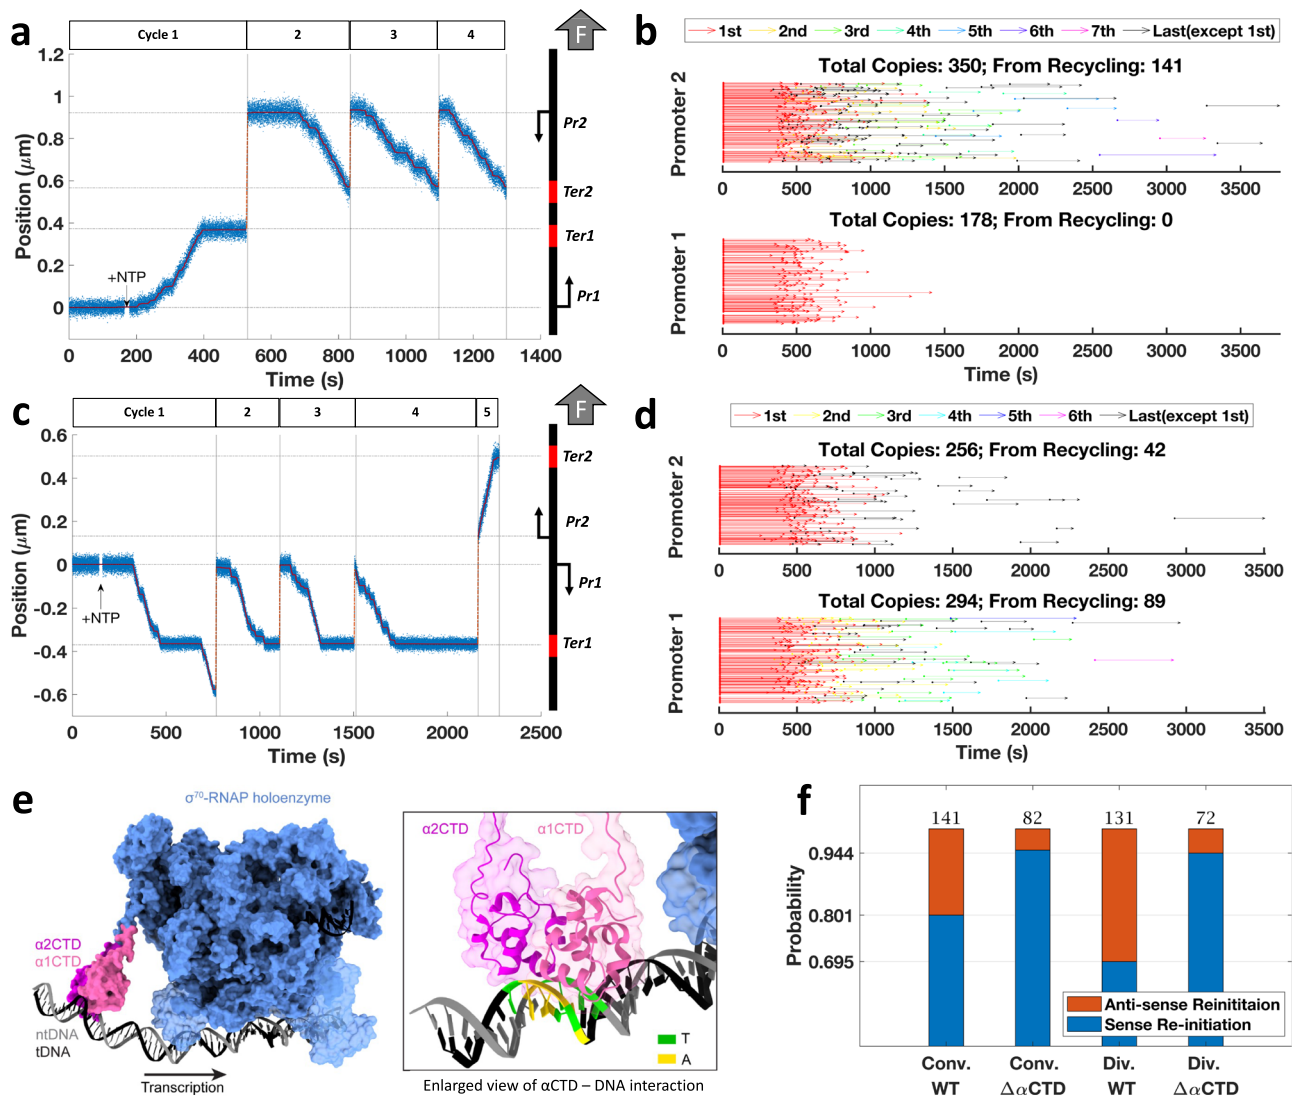 a
Cycle 1
2
3
4
F
1.2
1
0.8
0.6
0.4
0.2
0
Position (μm)
+NTP
0
200
400
600
800
1000
1200
1400
Time (s)
Pr2
Ter2
Ter1
Pr1
b
1st
2nd
3rd
4th
5th
6th
7th
Last(except 1st)
Total Copies: 350; From Recycling: 141
Promoter 2
0
500
1000
1500
2000
2500
3000
3500
Total Copies: 178; From Recycling: 0
Promoter 1
0
500
1000
1500
2000
2500
3000
3500
Time (s)
c
Cycle 1
2
3
4
5
F
0.6
0.4
0.2
0
-0.2
-0.4
-0.6
Position (μm)
+NTP
0
500
1000
1500
2000
2500
Time (s)
Ter2
Pr2
Pr1
Ter1
d
1st
2nd
3rd
4th
5th
6th
Last(except 1st)
Total Copies: 256; From Recycling: 42
Promoter 2
0
500
1000
1500
2000
2500
3000
3500
Total Copies: 294; From Recycling: 89
Promoter 1
0
500
1000
1500
2000
2500
3000
3500
Time (s)
e
σ⁷⁰-RNAP holoenzyme
α2CTD
α1CTD
ntDNA
tDNA
Transcription
α2CTD
α1CTD
T
A
Enlarged view of αCTD – DNA interaction
f
141
82
131
72
0.944
0.801
0.695
Probability
Anti-sense Reinititaion
Sense Re-initiation
Conv.
WT
Conv.
ΔαCTD
Div.
WT
Div.
ΔαCTD